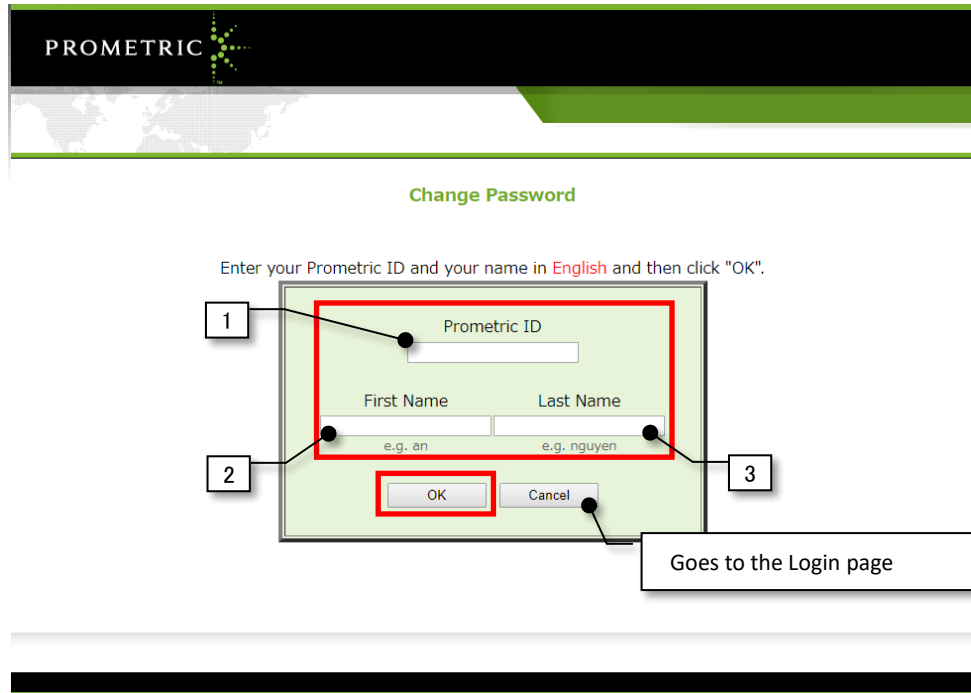 PROMETRIC
TM
Change Password
Enter your Prometric ID and your name in English and then click "OK".
1
Prometric ID
First Name Last Name
e.g. an e.g. nguyen
2
3
OK Cancel
Goes to the Login page